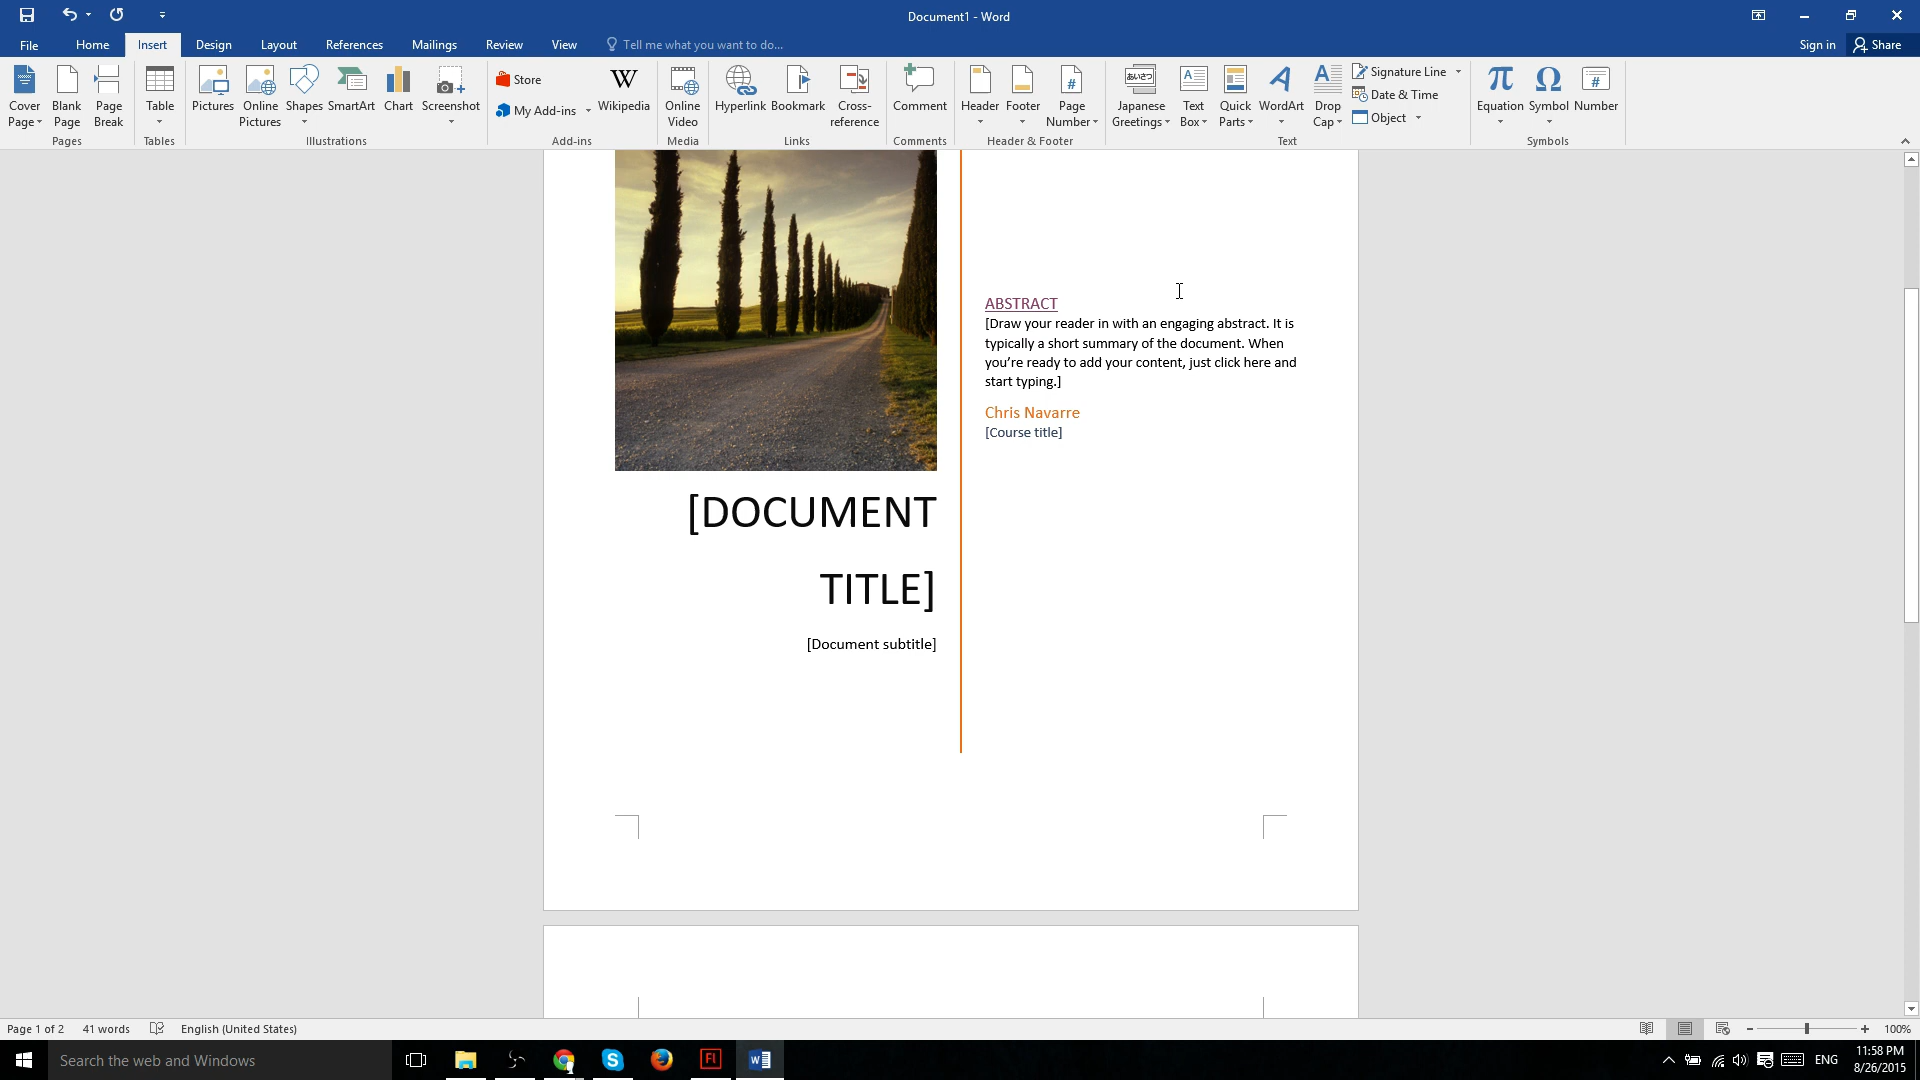 Document1 - Word
File Home Insert Design Layout References Mailings Review View Tell me what you want to do... Sign in Share
Cover Page
Blank Page
Page Break
Table
Pictures
Online Pictures
Shapes
SmartArt
Chart
Screenshot
Store
My Add-ins
Wikipedia
Online Video
Hyperlink
Bookmark
Cross-reference
Comment
Header
Footer
Page Number
あいさつ
Japanese Greetings
Text Box
Quick Parts
WordArt
Drop Cap
Signature Line
Date & Time
Object
Equation
Symbol
Number
Pages Tables Illustrations Add-ins Media Links Comments Header & Footer Text Symbols
ABSTRACT
[Draw your reader in with an engaging abstract. It is
typically a short summary of the document. When
you’re ready to add your content, just click here and
start typing.]
Chris Navarre
[Course title]
[DOCUMENT
TITLE]
[Document subtitle]
Page 1 of 2 41 words English (United States) 100%
Search the web and Windows
ENG
11:58 PM
8/26/2015